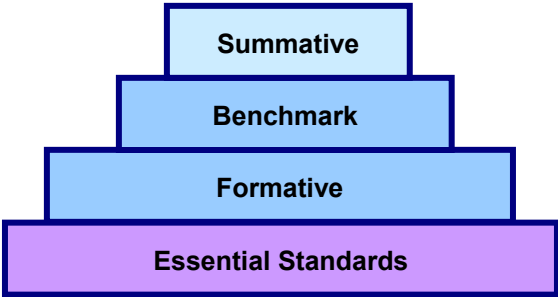 Summative
Benchmark
Formative
Essential Standards